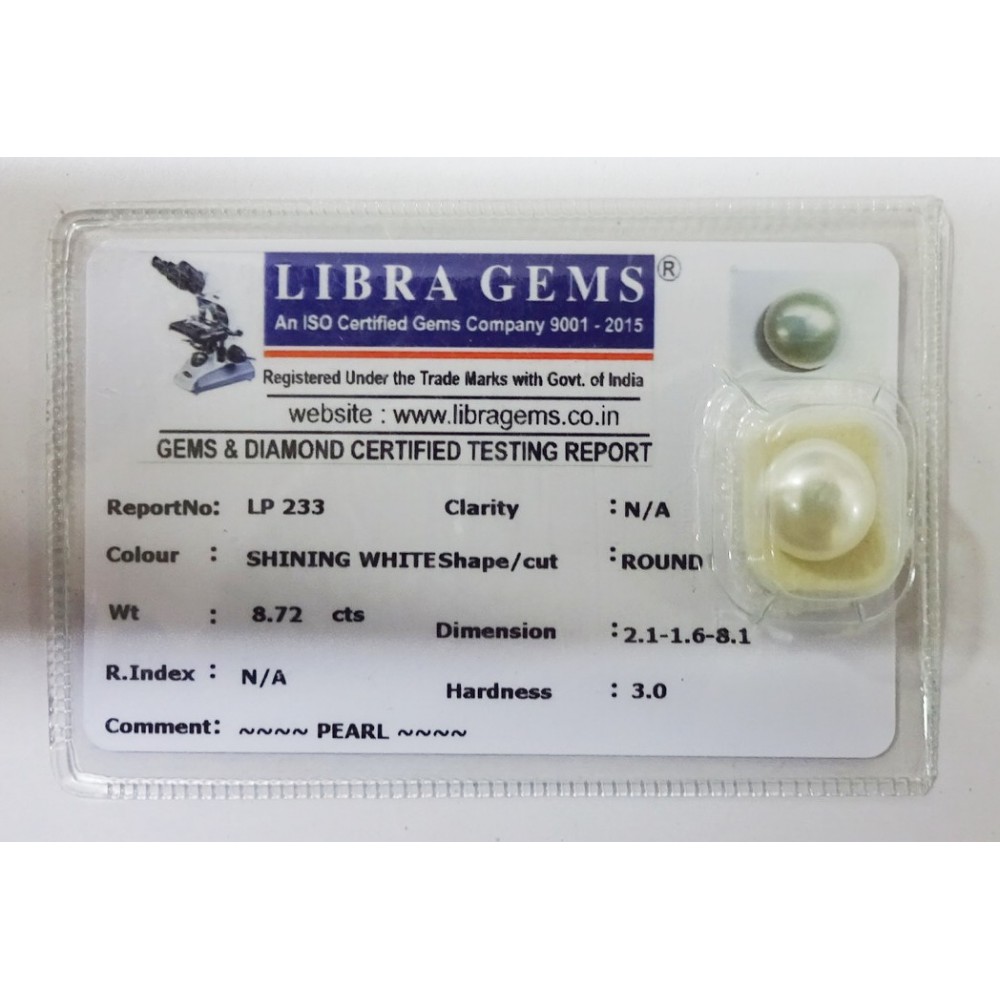 LIBRA GEMS ®
An ISO Certified Gems Company 9001 - 2015
Registered Under the Trade Marks with Govt. of India
website : www.libragems.co.in
GEMS & DIAMOND CERTIFIED TESTING REPORT
ReportNo: LP 233 Clarity : N/A
Colour : SHINING WHITE Shape/cut : ROUND
Wt : 8.72 cts Dimension : 2.1-1.6-8.1
R.Index : N/A Hardness : 3.0
Comment: ~~~~ PEARL ~~~~